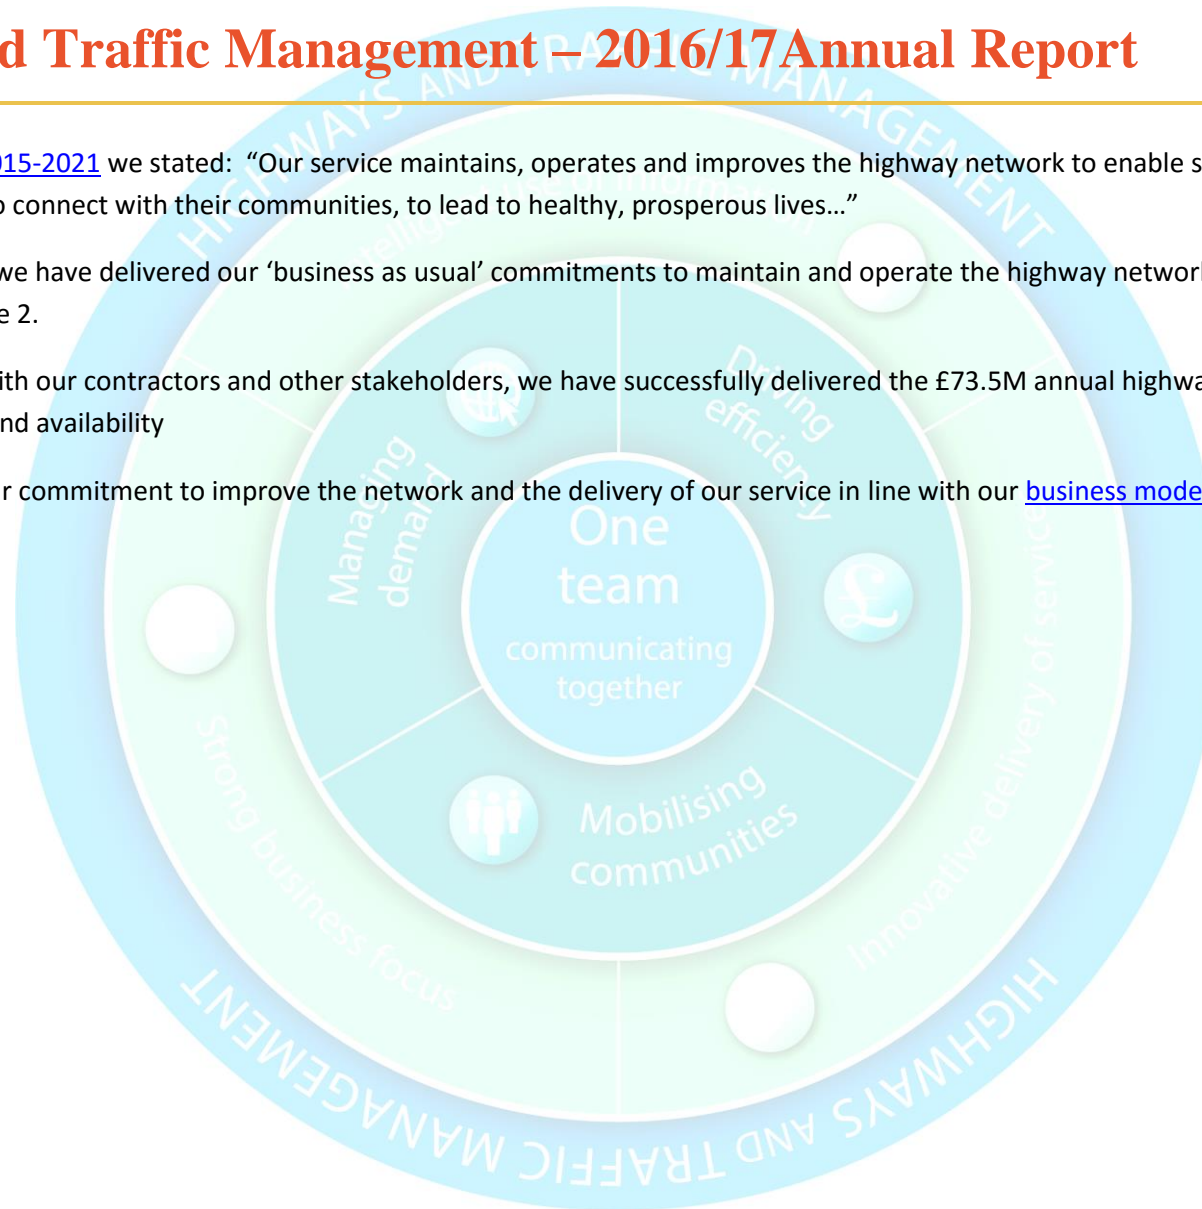 d Traffic Management – 2016/17Annual Report
015-2021 we stated:  “Our service maintains, operates and improves the highway network to enable s
o connect with their communities, to lead to healthy, prosperous lives…”
we have delivered our ‘business as usual’ commitments to maintain and operate the highway network
e 2.
ith our contractors and other stakeholders, we have successfully delivered the £73.5M annual highwa
nd availability
r commitment to improve the network and the delivery of our service in line with our business mode
HIGHWAYS AND TRAFFIC MANAGEMENT
Intelligent use of information
Driving
efficiency
Managing
demand
One
team
communicating
together
£
Mobilising
communities
Strong business focus
Innovative delivery of service
HIGHWAYS AND TRAFFIC MANAGEMENT